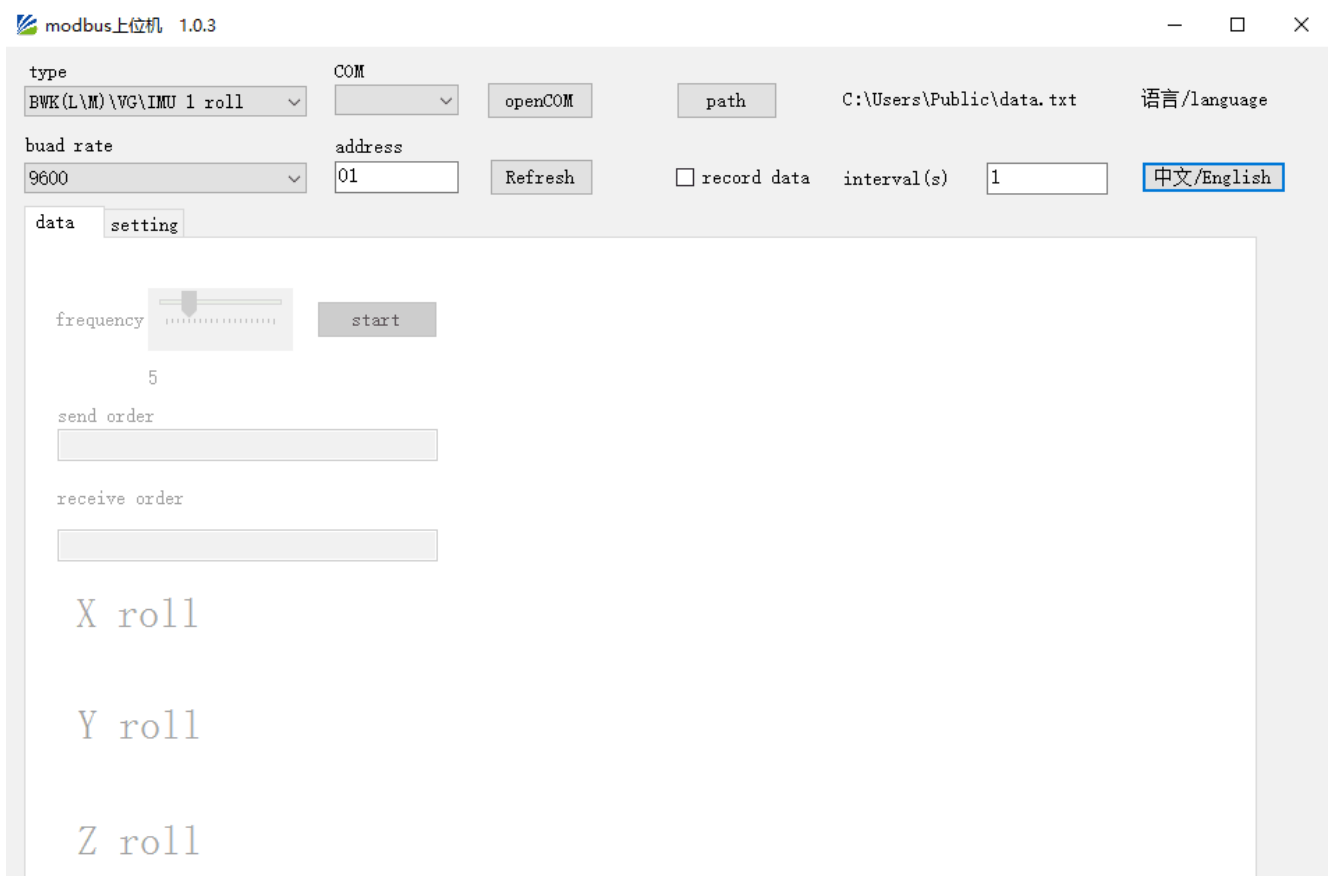 modbus上位机 1.0.3
type
COM
BWK(L\M)\VG\IMU 1 roll
openCOM
path
C:\Users\Public\data.txt
语言/language
buad rate
address
9600
01
Refresh
record data
interval(s)
1
中文/English
data
setting
frequency
start
5
send order
receive order
X roll
Y roll
Z roll